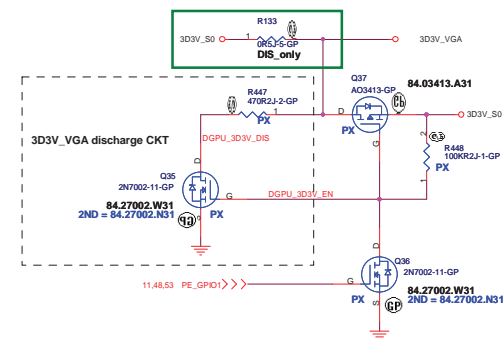 R133
3D3V_S0
1
0R5J-5-GP
DIS_only
3D3V_VGA
R447
470R2J-2-GP
1
PX
Q37
AO3413-GP
84.03413.A31
D
S
PX
G
3D3V_S0
R448
100KR2J-1-GP
PX
1
3D3V_VGA discharge CKT
DGPU_3D3V_DIS
D
Q35
2N7002-11-GP
G
DGPU_3D3V_EN
84.27002.W31
2ND = 84.27002.N31
PX
D
Q36
2N7002-11-GP
84.27002.W31
2ND = 84.27002.N31
11,48,53 PE_GPIO1
G
PX
S
GP